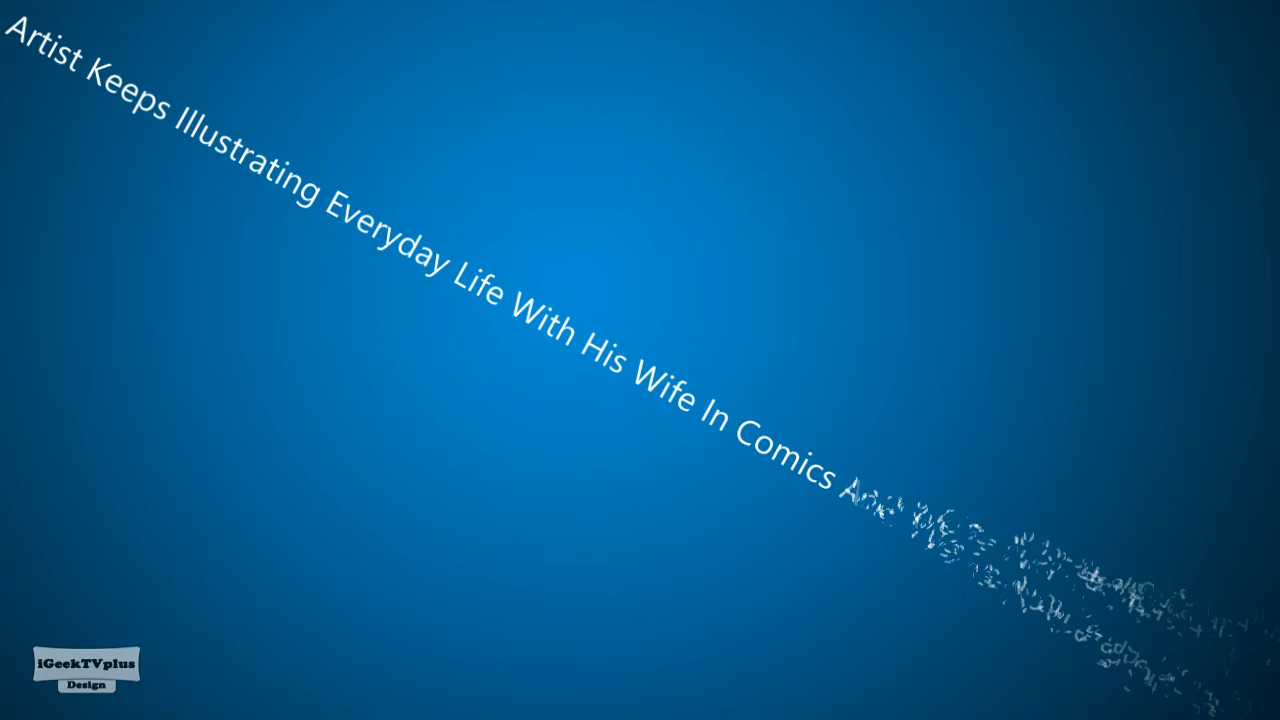 Artist Keeps Illustrating Everyday Life With His Wife In Comics
iGeekTVplus
Design